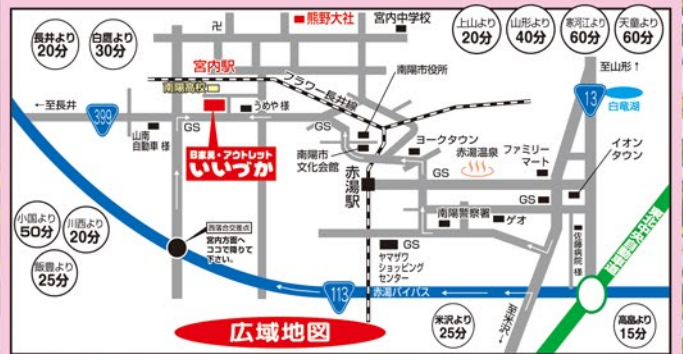 長井より
20分
白鷹より
30分
卍
熊野大社
宮内中学校
上山より
20分
山形より
40分
寒河江より
60分
天童より
60分
至山形↑
宮内駅
南陽高校
フラワー長井線
南陽市役所
13
白竜湖
←至長井
399
うめや様
GS
GS
山南
自動車様
日家具・アウトレット
いいづか
南陽市
文化会館
ヨークタウン
赤湯温泉
ファミリー
マート
イオン
タウン
赤湯駅
GS
GS
小国より
50分
川西より
20分
飯豊より
25分
西落合交差点
宮内方面へ
ココで降りて
下さい。
南陽警察署
ゲオ
GS
ヤマザワ
ショッピング
センター
佐藤病院様
113
赤湯バイパス
至米沢
広域地図
米沢より
25分
高畠より
15分